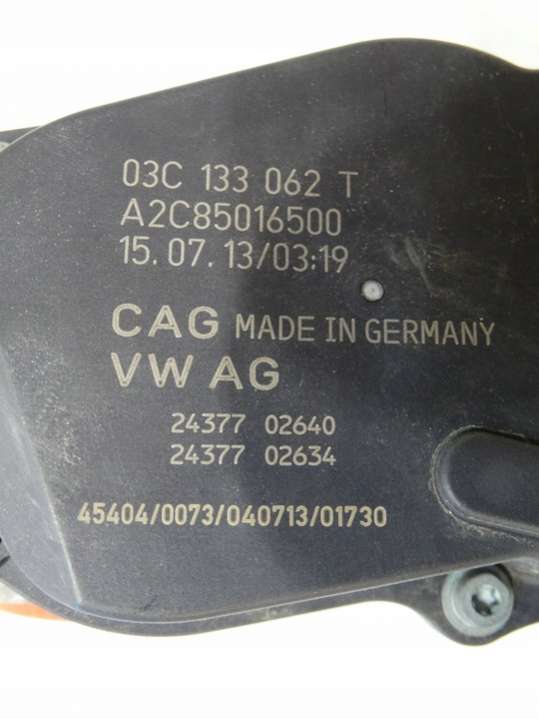 03C 133 062 T
A2C85016500
15.07.13/03:19
CAG MADE IN GERMANY
VW AG
24377 02640
24377 02634
45404/0073/040713/01730